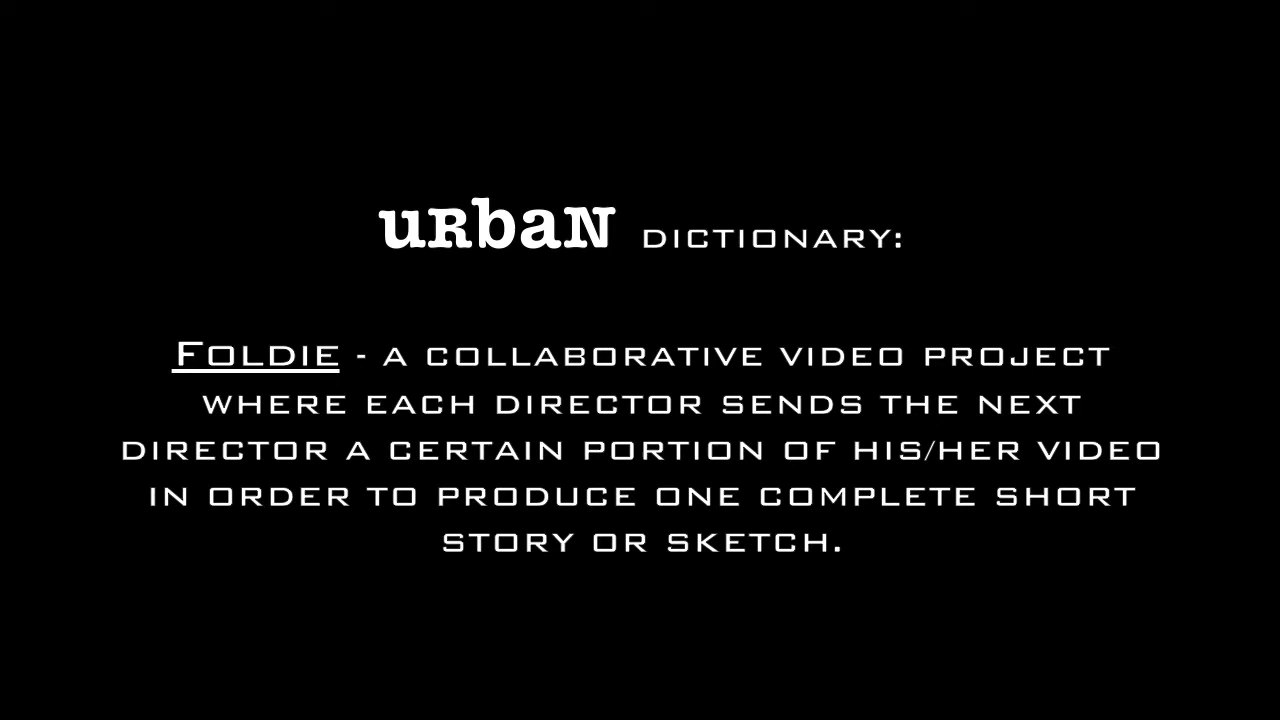 uRbaN DICTIONARY:
FOLDIE - A COLLABORATIVE VIDEO PROJECT
WHERE EACH DIRECTOR SENDS THE NEXT
DIRECTOR A CERTAIN PORTION OF HIS/HER VIDEO
IN ORDER TO PRODUCE ONE COMPLETE SHORT
STORY OR SKETCH.